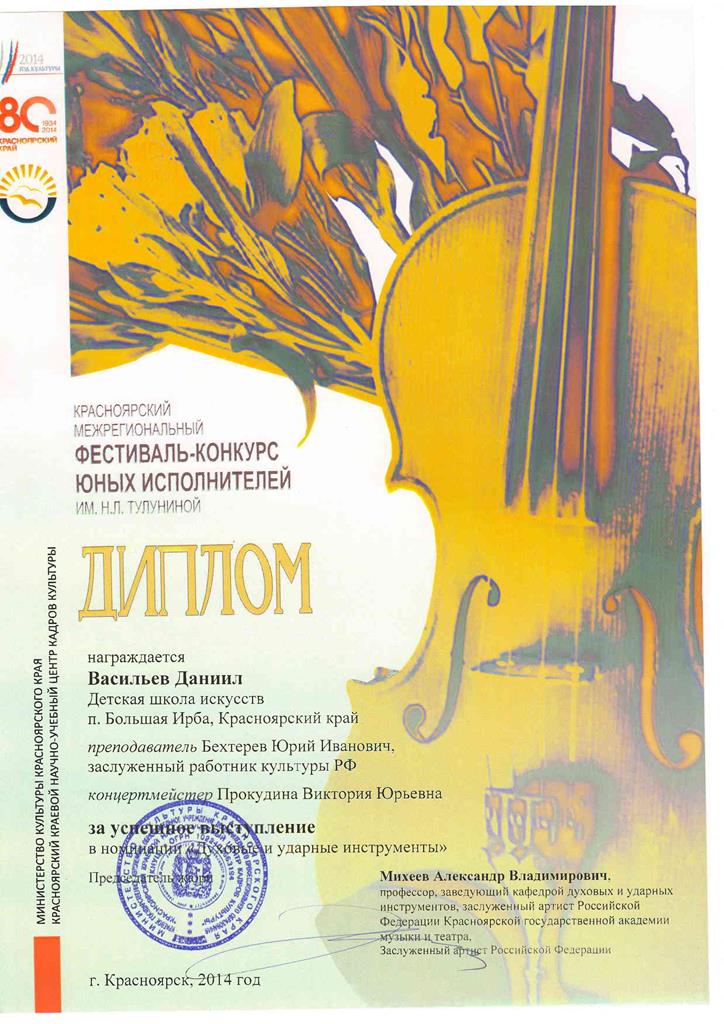 2014
ГОД КУЛЬТУРЫ
80
1934
2014
КРАСНОЯРСКИЙ
КРАЙ
КРАСНОЯРСКИЙ
МЕЖРЕГИОНАЛЬНЫЙ
ФЕСТИВАЛЬ-КОНКУРС
ЮНЫХ ИСПОЛНИТЕЛЕЙ
ИМ. Н.Л. ТУЛУНИНОЙ
ДИПЛОМ
МИНИСТЕРСТВО КУЛЬТУРЫ КРАСНОЯРСКОГО КРАЯ
КРАСНОЯРСКИЙ КРАЕВОЙ НАУЧНО-УЧЕБНЫЙ ЦЕНТР КАДРОВ КУЛЬТУРЫ
награждается
Васильев Даниил
Детская школа искусств
п. Большая Ирба, Красноярский край
преподаватель Бехтерев Юрий Иванович,
заслуженный работник культуры РФ
концертмейстер Прокудина Виктория Юрьевна
за успешное выступление
в номинации «Духовые и ударные инструменты»
Председатель жюри
Михеев Александр Владимирович,
профессор, заведующий кафедрой духовых и ударных
инструментов, заслуженный артист Российской
Федерации Красноярской государственной академии
музыки и театра,
Заслуженный артист Российской Федерации
МИНИСТЕРСТВО КУЛЬТУРЫ КРАСНОЯРСКОГО КРАЯ
г. Красноярск, 2014 год